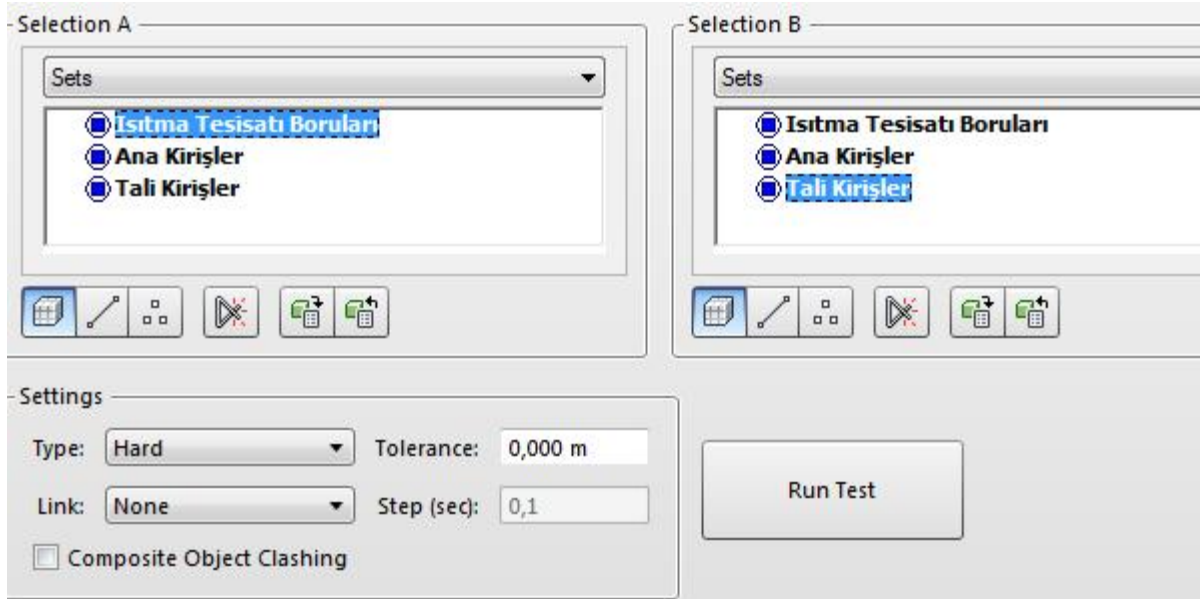 Selection A
Sets
Isıtma Tesisatı Boruları
Ana Kirişler
Tali Kirişler
Selection B
Sets
Isıtma Tesisatı Boruları
Ana Kirişler
Tali Kirişler
Settings
Type: Hard Tolerance: 0,000 m
Link: None Step (sec): 0,1
Composite Object Clashing
Run Test